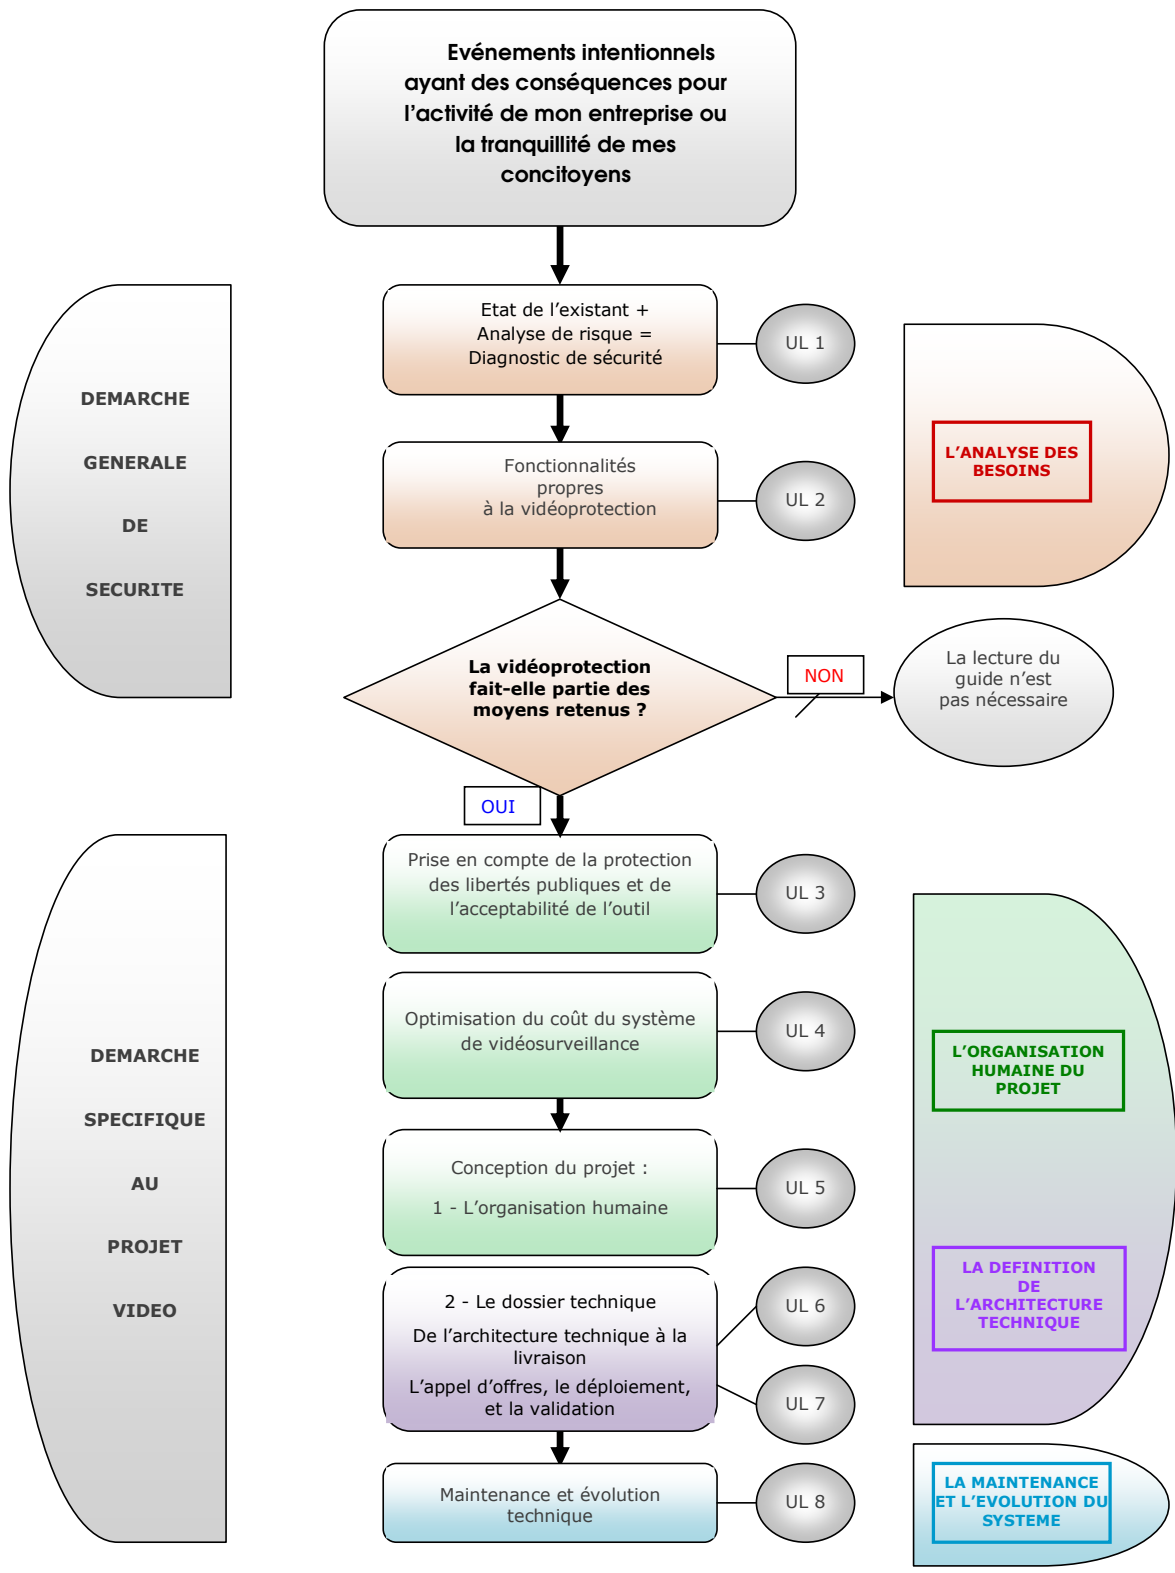 Evénements intentionnels
ayant des conséquences pour
l'activité de mon entreprise ou
la tranquillité de mes
concitoyens
Etat de l'existant +
Analyse de risque =
Diagnostic de sécurité
UL 1
DEMARCHE
GENERALE
DE
SECURITE
L'ANALYSE DES
BESOINS
Fonctionnalités
propres
à la vidéoprotection
UL 2
La vidéoprotection
fait-elle partie des
moyens retenus ?
NON
La lecture du
guide n'est
pas nécessaire
OUI
Prise en compte de la protection
des libertés publiques et de
l'acceptabilité de l'outil
UL 3
Optimisation du coût du système
de vidéosurveillance
UL 4
DEMARCHE
SPECIFIQUE
AU
PROJET
VIDEO
L'ORGANISATION
HUMAINE DU
PROJET
Conception du projet :
1 - L'organisation humaine
UL 5
LA DEFINITION
DE
L'ARCHITECTURE
TECHNIQUE
2 - Le dossier technique
De l'architecture technique à la
livraison
L'appel d'offres, le déploiement,
et la validation
UL 6
UL 7
Maintenance et évolution
technique
UL 8
LA MAINTENANCE
ET L'EVOLUTION DU
SYSTEME